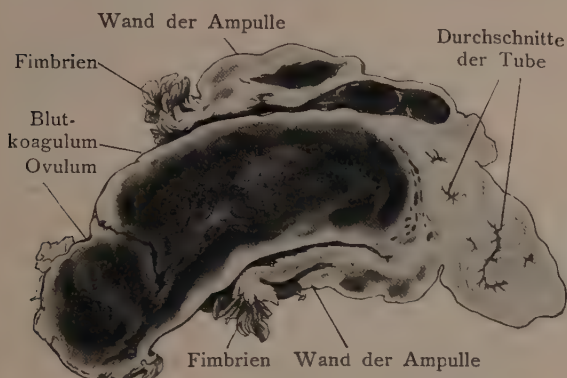 Wand der Ampulle
Fimbrien
Durchschnitte
der Tube
Blut-
koagulum
Ovulum
Fimbrien
Wand der Ampulle